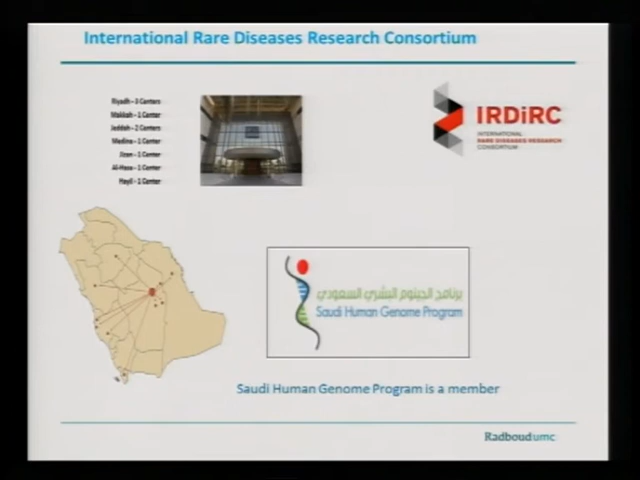 International Rare Diseases Research Consortium
Riyadh – 3 Centers
Makkah – 1 Center
Jeddah – 2 Centers
Medina – 1 Center
Jizan – 1 Center
Al-Hasa – 1 Center
Hayil – 1 Center
IRDiRC
INTERNATIONAL
RARE DISEASES RESEARCH
CONSORTIUM
برنامج الجينوم البشري السعودي
Saudi Human Genome Program
Saudi Human Genome Program is a member
Radboudumc